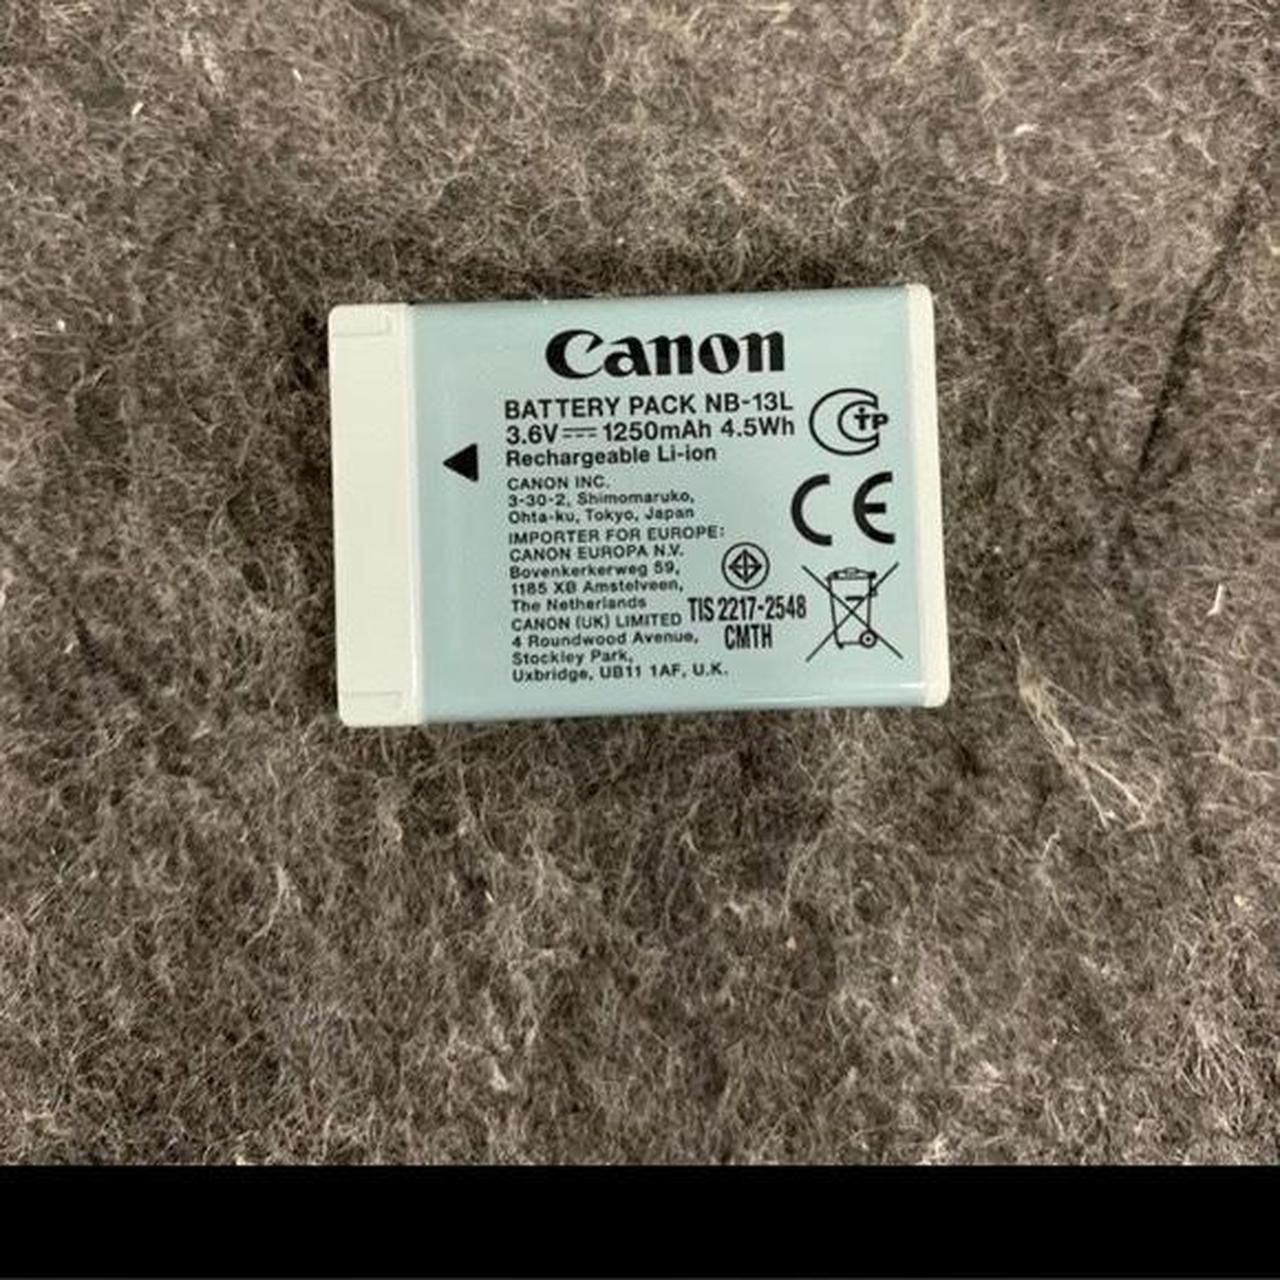 Canon
BATTERY PACK NB-13L
3.6V⎓1250mAh 4.5Wh
Rechargeable Li-ion
CANON INC.
3-30-2, Shimomaruko,
Ohta-ku, Tokyo, Japan
IMPORTER FOR EUROPE:
CANON EUROPA N.V.
Bovenkerkerweg 59,
1185 XB Amstelveen,
The Netherlands
CANON (UK) LIMITED
4 Roundwood Avenue,
Stockley Park,
Uxbridge, UB11 1AF, U.K.
TIS 2217-2548
CMTH
CE